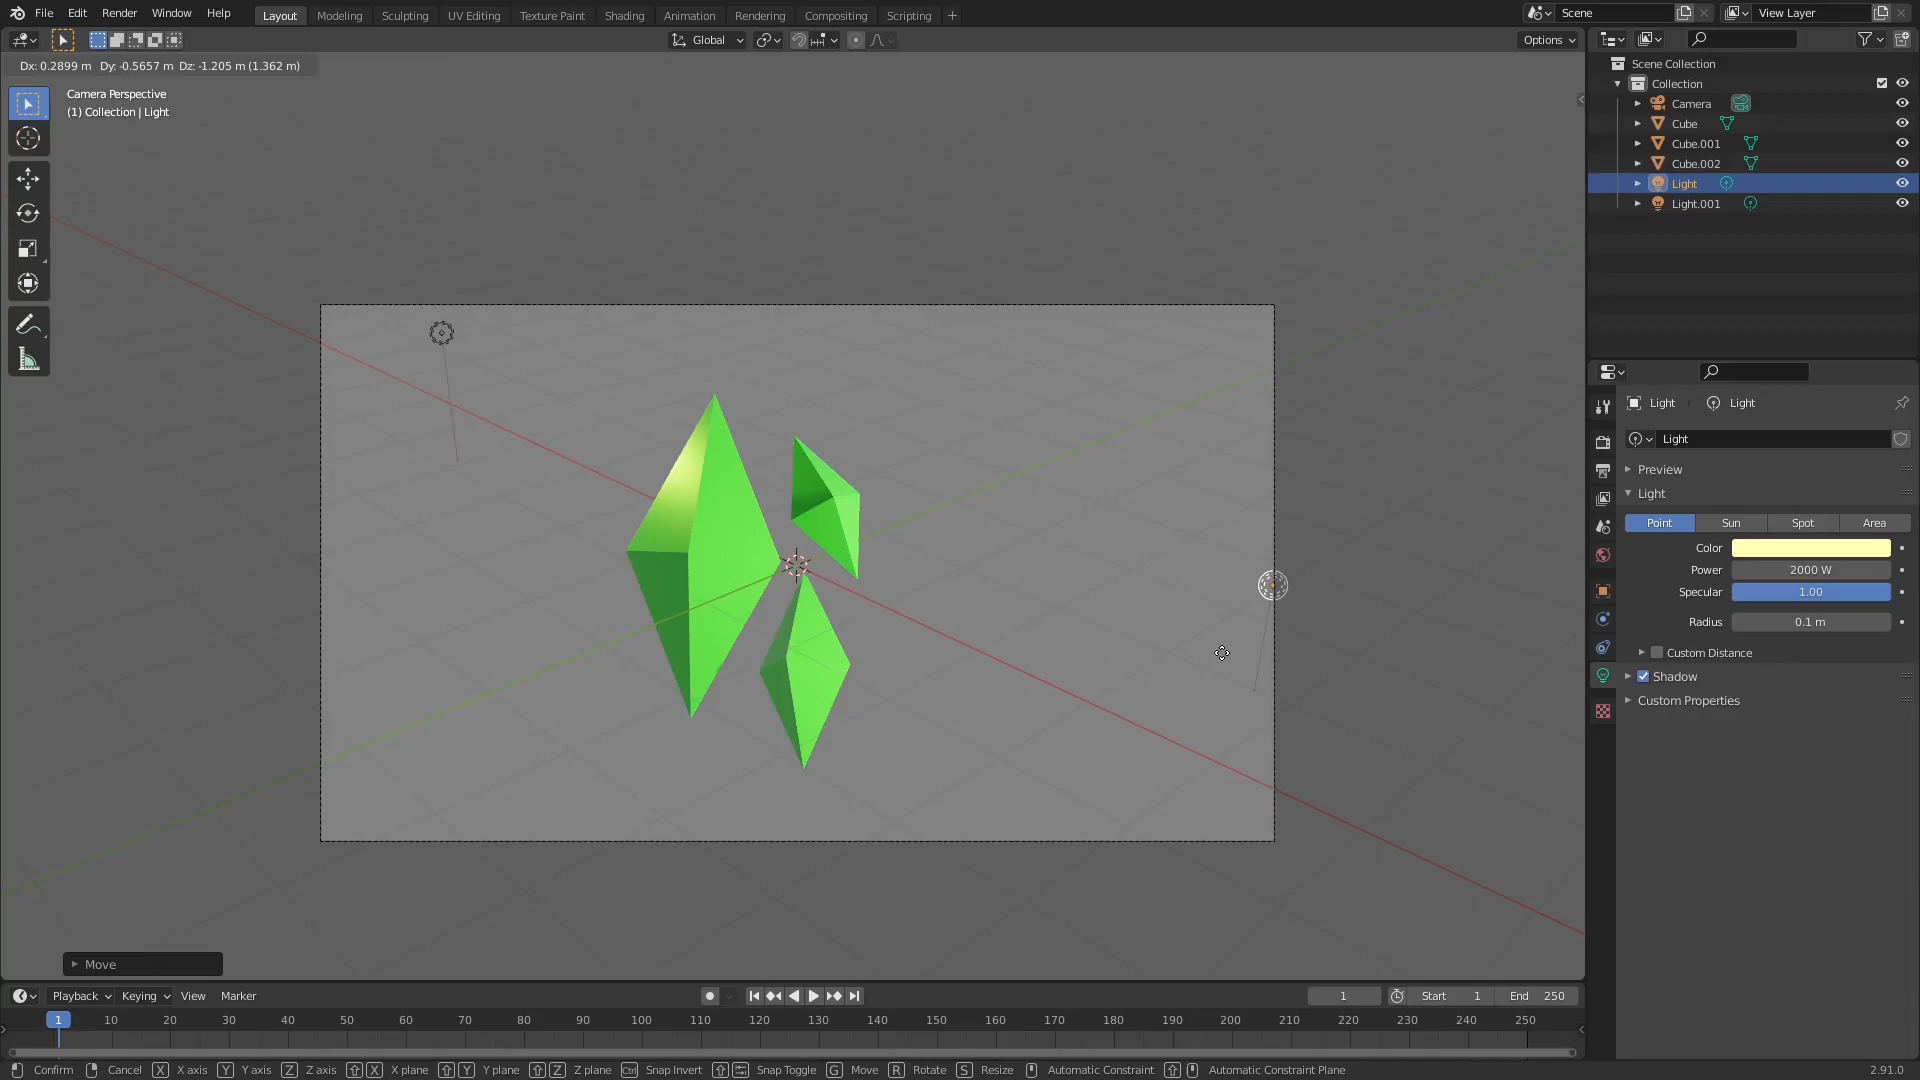 File Edit Render Window Help Layout Modeling Sculpting UV Editing Texture Paint Shading Animation Rendering Compositing Scripting + Scene View Layer
Global Options
Dx: 0.2899 m Dy: -0.5657 m Dz: -1.205 m (1.362 m)
Camera Perspective
(1) Collection | Light
Scene Collection
Collection
Camera
Cube
Cube.001
Cube.002
Light
Light.001
Light Light
Light
Preview
Light
Point Sun Spot Area
Color
Power 2000 W
Specular 1.00
Radius 0.1 m
Custom Distance
Shadow
Custom Properties
Move
Playback Keying View Marker 1 Start 1 End 250
1 10 20 30 40 50 60 70 80 90 100 110 120 130 140 150 160 170 180 190 200 210 220 230 240 250
Confirm Cancel X X axis Y Y axis Z Z axis X X plane Y Y plane Z Z plane Ctrl Snap Invert Snap Toggle G Move R Rotate S Resize Automatic Constraint Automatic Constraint Plane 2.91.0